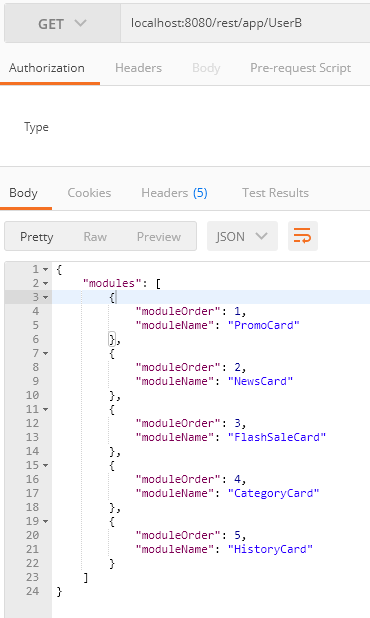 GET localhost:8080/rest/app/UserB
Authorization Headers Body Pre-request Script
Type
Body Cookies Headers (5) Test Results
Pretty Raw Preview JSON
1 {
2 "modules": [
3 {
4 "moduleOrder": 1,
5 "moduleName": "PromoCard"
6 },
7 {
8 "moduleOrder": 2,
9 "moduleName": "NewsCard"
10 },
11 {
12 "moduleOrder": 3,
13 "moduleName": "FlashSaleCard"
14 },
15 {
16 "moduleOrder": 4,
17 "moduleName": "CategoryCard"
18 },
19 {
20 "moduleOrder": 5,
21 "moduleName": "HistoryCard"
22 }
23 ]
24 }